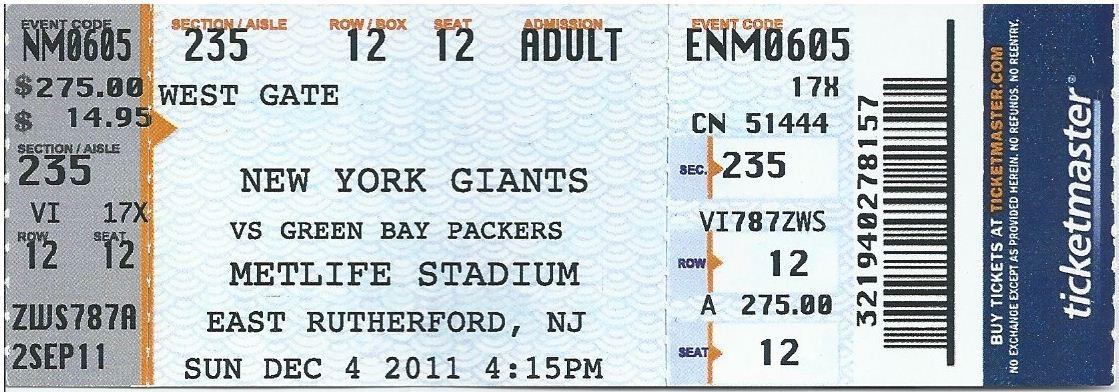 EVENT CODE
NM0605
$ 275.00
$ 14.95
SECTION / AISLE
235
VI 17X
ROW SEAT
12 12
ZWS787A
2SEP11
SECTION / AISLE ROW / BOX SEAT ADMISSION
235 12 12 ADULT
WEST GATE
NEW YORK GIANTS
VS GREEN BAY PACKERS
METLIFE STADIUM
EAST RUTHERFORD, NJ
SUN DEC 4 2011 4:15PM
EVENT CODE
ENM0605
17X
CN 51444
SEC. 235
VI787ZWS
ROW 12
A 275.00
SEAT 12
321940278157
BUY TICKETS AT TICKETMASTER.COM
NO EXCHANGE EXCEPT AS PROVIDED HEREIN. NO REFUNDS. NO REENTRY.
ticketmaster®